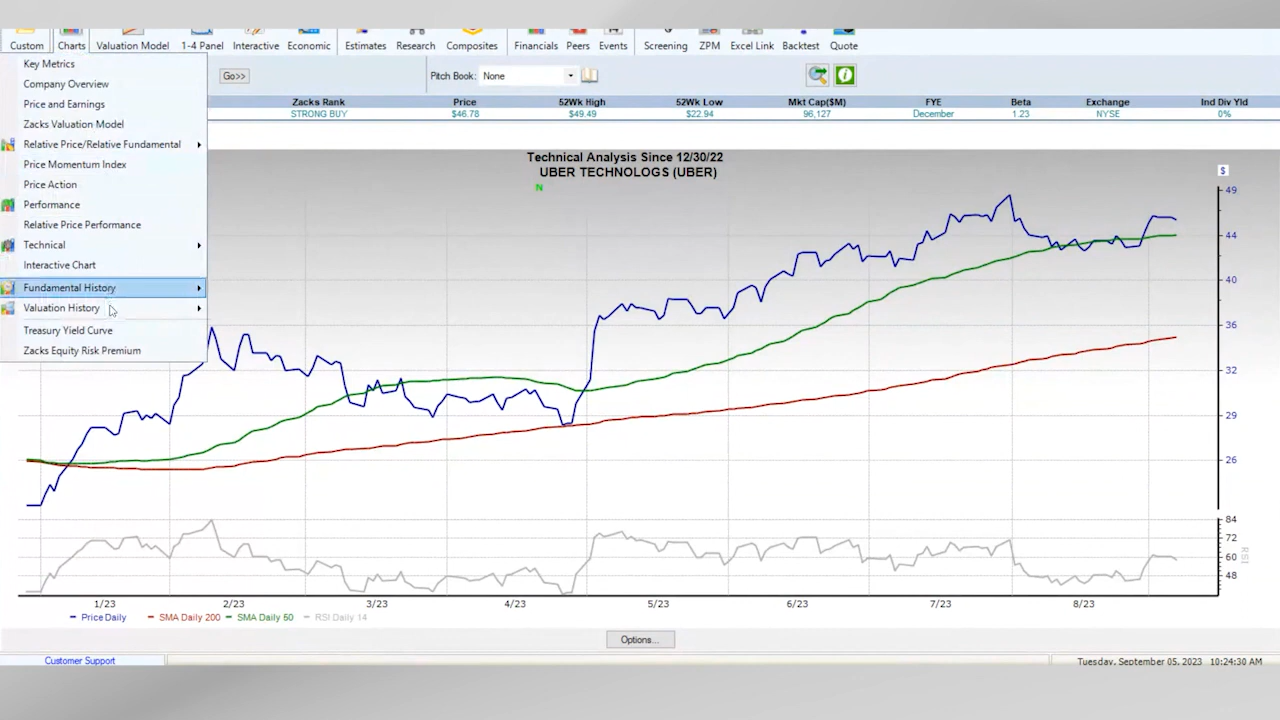 Custom Charts Valuation Model 1-4 Panel Interactive Economic Estimates Research Composites Financials Peers Events Screening ZPM Excel Link Backtest Quote
Key Metrics
Company Overview
Price and Earnings
Zacks Valuation Model
Relative Price/Relative Fundamental
Price Momentum Index
Price Action
Performance
Relative Price Performance
Technical
Interactive Chart
Fundamental History
Valuation History
Treasury Yield Curve
Zacks Equity Risk Premium
Go>> Pitch Book: None
Zacks Rank Price 52Wk High 52Wk Low Mkt Cap($M) FYE Beta Exchange Ind Div Yld
STRONG BUY $46.78 $49.49 $22.94 96,127 December 1.23 NYSE 0%
Technical Analysis Since 12/30/22
UBER TECHNOLOGS (UBER)
N
$
49
44
40
36
32
29
26
84
72
60
48
RSI
1/23 2/23 3/23 4/23 5/23 6/23 7/23 8/23
Price Daily SMA Daily 200 SMA Daily 50 RSI Daily 14
Options...
Customer Support Tuesday, September 05, 2023 10:24:30 AM